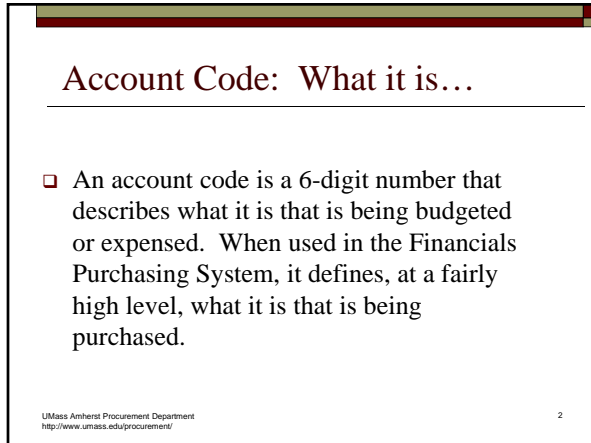 Account Code: What it is…
❑ An account code is a 6-digit number that
describes what it is that is being budgeted
or expensed. When used in the Financials
Purchasing System, it defines, at a fairly
high level, what it is that is being
purchased.
UMass Amherst Procurement Department
http://www.umass.edu/procurement/
2